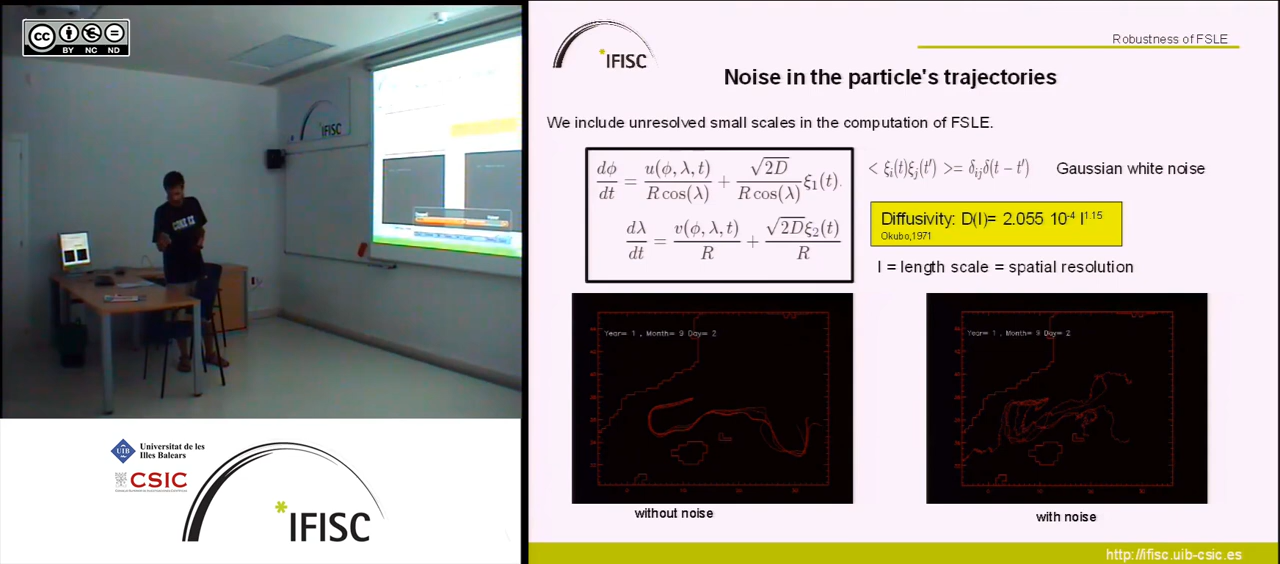 cc
BY NC ND
IFISC
UIB
Universitat de les
Illes Balears
CSIC
IFISC
IFISC
Robustness of FSLE
Noise in the particle's trajectories
We include unresolved small scales in the computation of FSLE.
dϕ/dt = u(ϕ, λ, t)/R cos(λ) + √2D/R cos(λ) ξ₁(t).
dλ/dt = v(ϕ, λ, t)/R + √2Dξ₂(t)/R
< ξᵢ(t)ξⱼ(t′) >= δᵢⱼδ(t − t′)
Gaussian white noise
Diffusivity: D(l)= 2.055 10⁻⁴ l¹·¹⁵
Okubo,1971
l = length scale = spatial resolution
Year= 1 , Month= 9 Day= 2
Year= 1 , Month= 9 Day= 2
without noise
with noise
http://ifisc.uib-csic.es